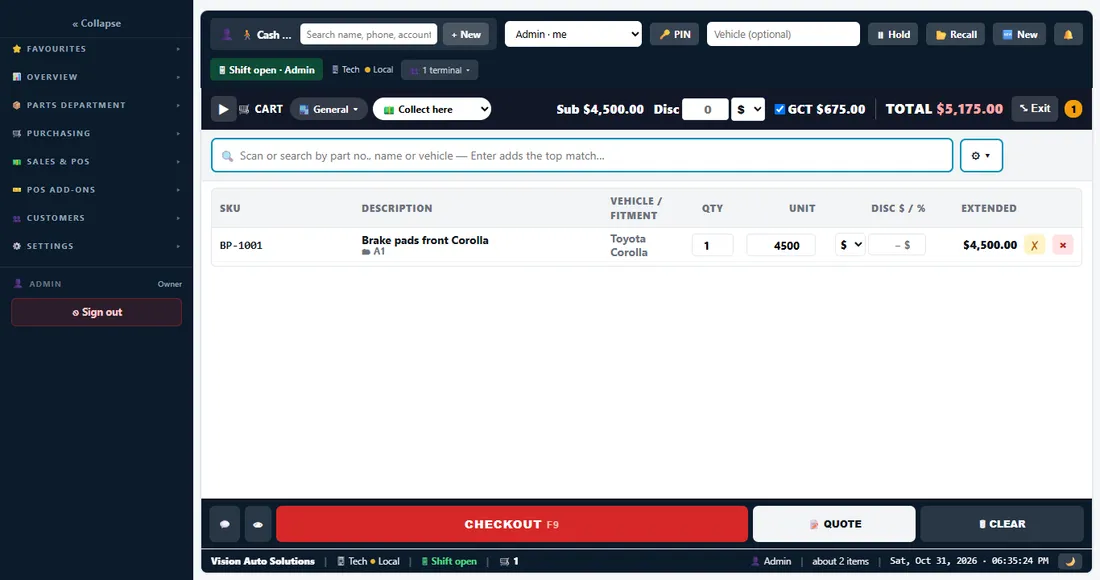 « Collapse
FAVOURITES
OVERVIEW
PARTS DEPARTMENT
PURCHASING
SALES & POS
POS ADD-ONS
CUSTOMERS
SETTINGS
ADMIN Owner
Sign out
Cash ... Search name, phone, account + New Admin · me PIN Vehicle (optional) Hold Recall New
Shift open · Admin Tech Local 1 terminal
CART General Collect here Sub $4,500.00 Disc 0 $ GCT $675.00 TOTAL $5,175.00 Exit 1
Scan or search by part no.. name or vehicle — Enter adds the top match...
SKU DESCRIPTION VEHICLE / FITMENT QTY UNIT DISC $ / % EXTENDED
BP-1001 Brake pads front Corolla Toyota Corolla 1 4500 $ – $ $4,500.00
A1
CHECKOUT F9 QUOTE CLEAR
Vision Auto Solutions | Tech Local | Shift open | 1 Admin | about 2 items | Sat, Oct 31, 2026 · 06:35:24 PM